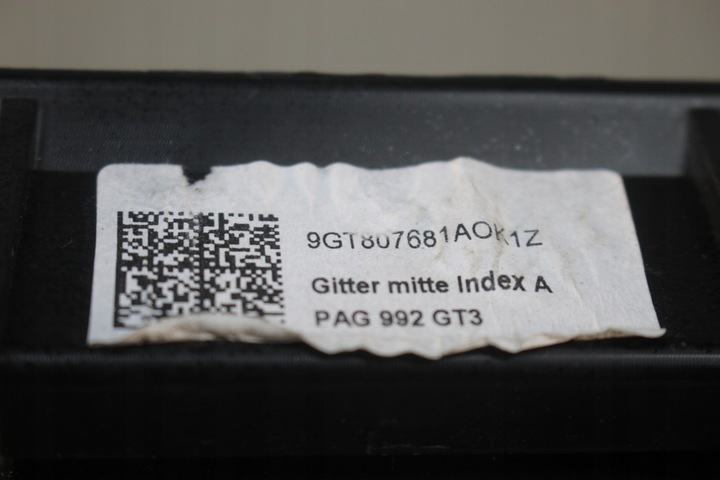 9GT807681AOK1Z
Gitter mitte Index A
PAG 992 GT3